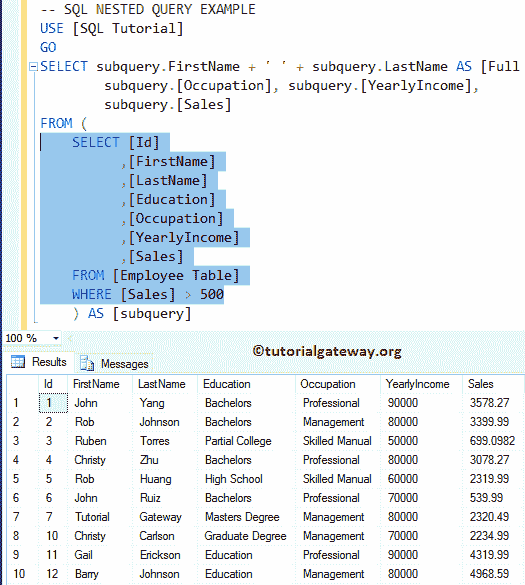 -- SQL NESTED QUERY EXAMPLE
USE [SQL Tutorial]
GO
SELECT subquery.FirstName + ' ' + subquery.LastName AS [Full
subquery.[Occupation], subquery.[YearlyIncome],
subquery.[Sales]
FROM (
SELECT [Id]
,[FirstName]
,[LastName]
,[Education]
,[Occupation]
,[YearlyIncome]
,[Sales]
FROM [Employee Table]
WHERE [Sales] > 500
) AS [subquery]
100 %
©tutorialgateway.org
Results Messages
Id FirstName LastName Education Occupation YearlyIncome Sales
1 1 John Yang Bachelors Professional 90000 3578.27
2 2 Rob Johnson Bachelors Management 80000 3399.99
3 3 Ruben Torres Partial College Skilled Manual 50000 699.0982
4 4 Christy Zhu Bachelors Professional 80000 3078.27
5 5 Rob Huang High School Skilled Manual 60000 2319.99
6 6 John Ruiz Bachelors Professional 70000 539.99
7 7 Tutorial Gateway Masters Degree Management 80000 2320.49
8 10 Christy Carlson Graduate Degree Management 70000 2234.99
9 11 Gail Erickson Education Professional 90000 4319.99
10 12 Barry Johnson Education Management 80000 4968.59